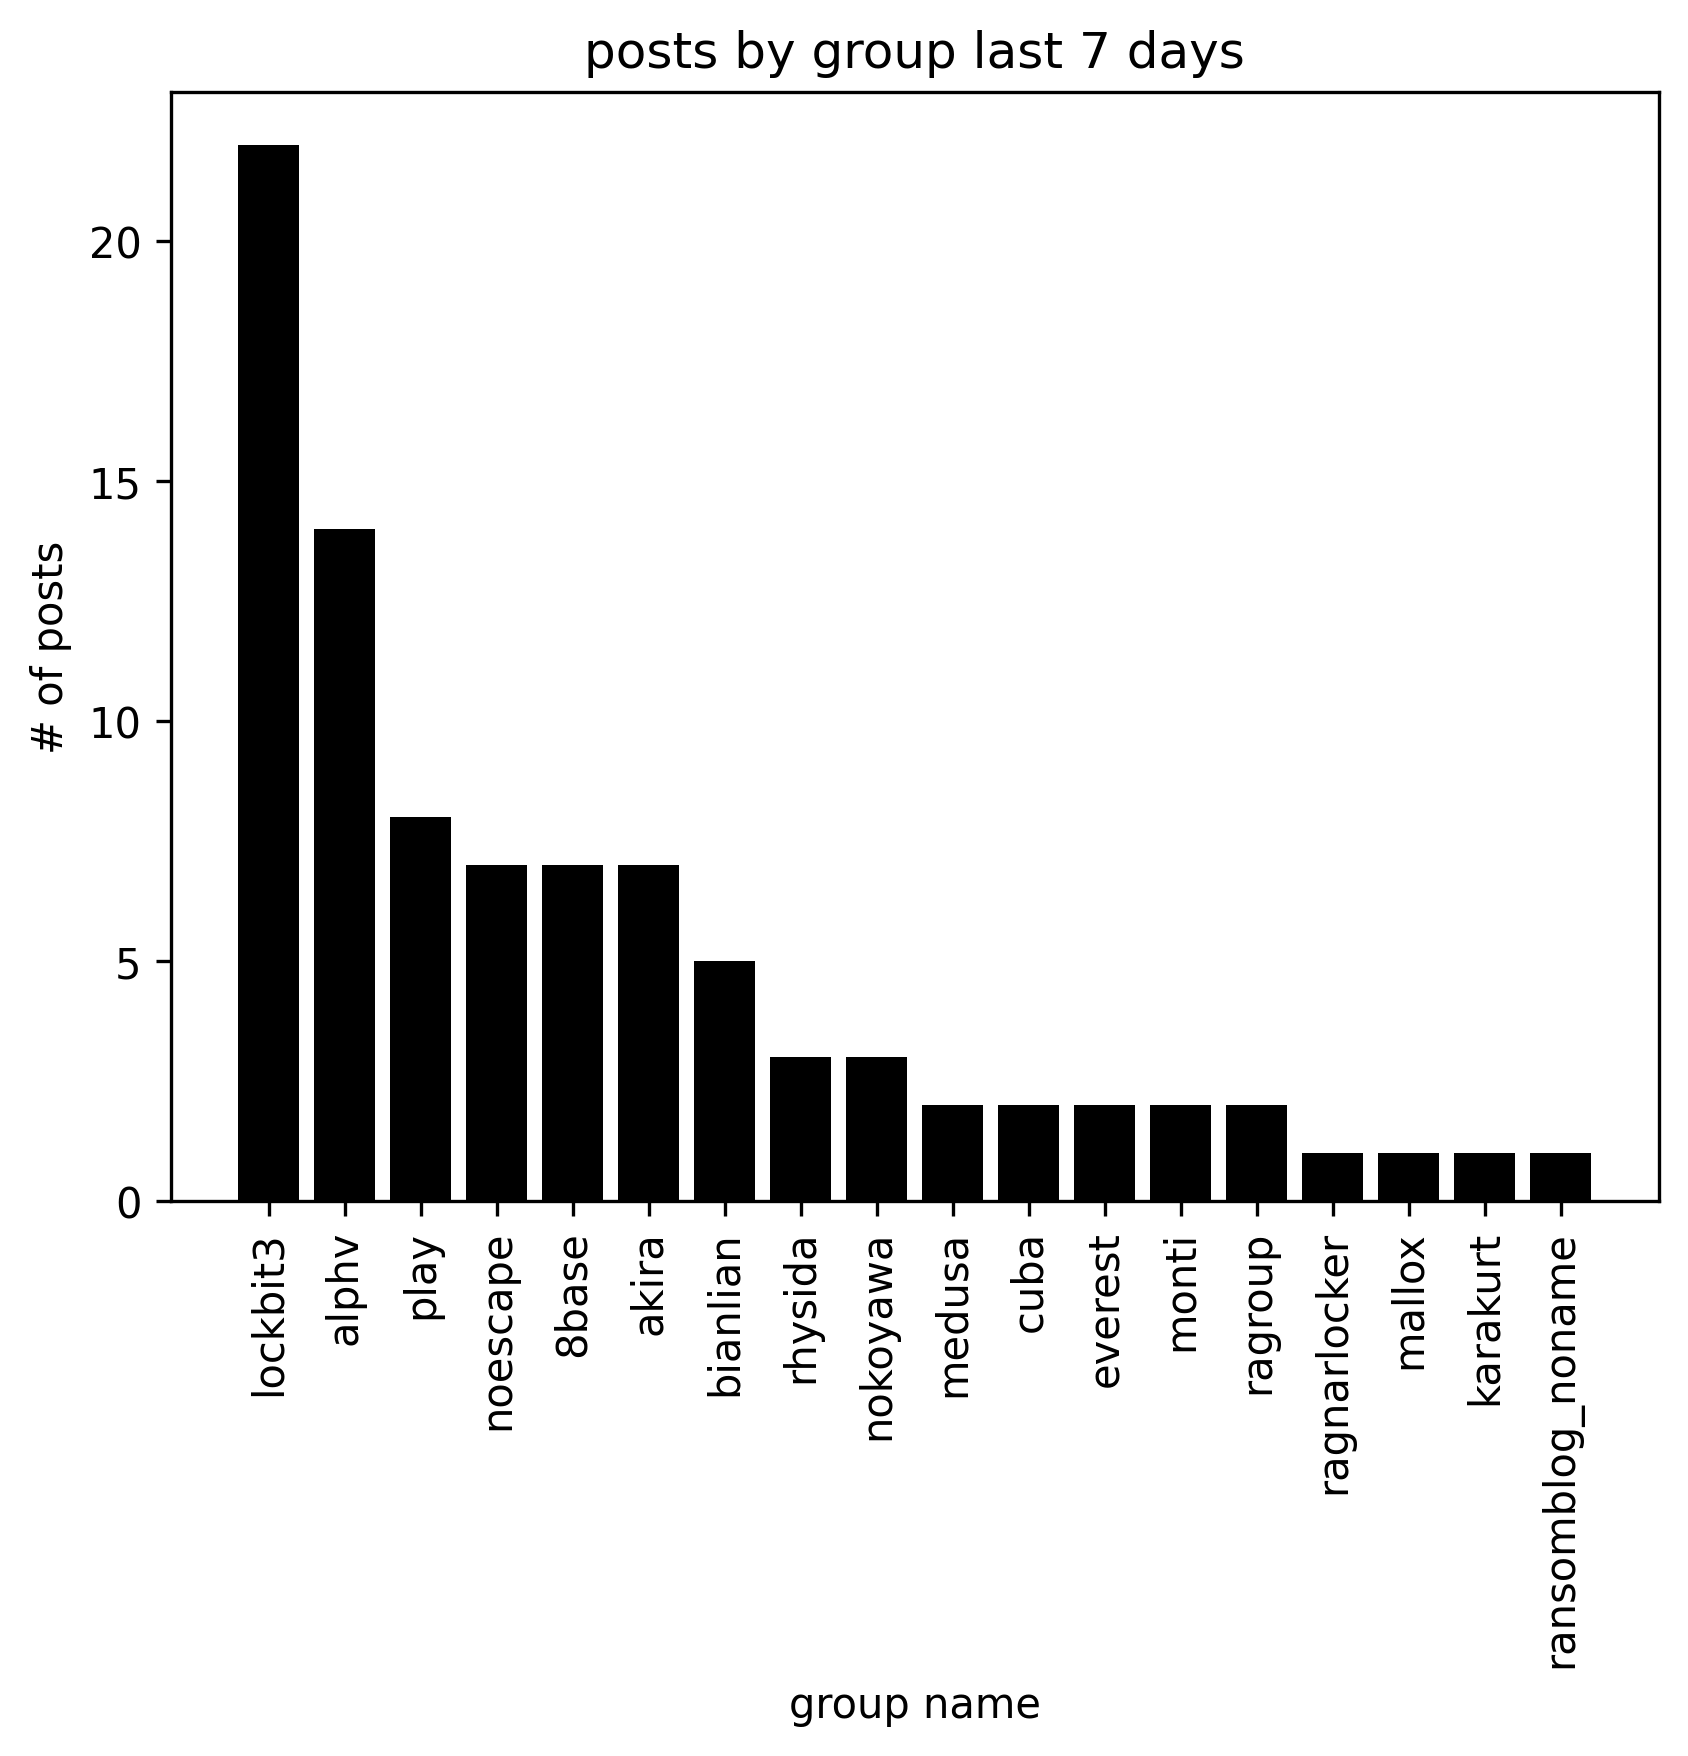 posts by group last 7 days
# of posts
20
15
10
5
0
lockbit3
alphv
play
noescape
8base
akira
bianlian
rhysida
nokoyawa
medusa
cuba
everest
monti
ragroup
ragnarlocker
mallox
karakurt
ransomblog_noname
group name